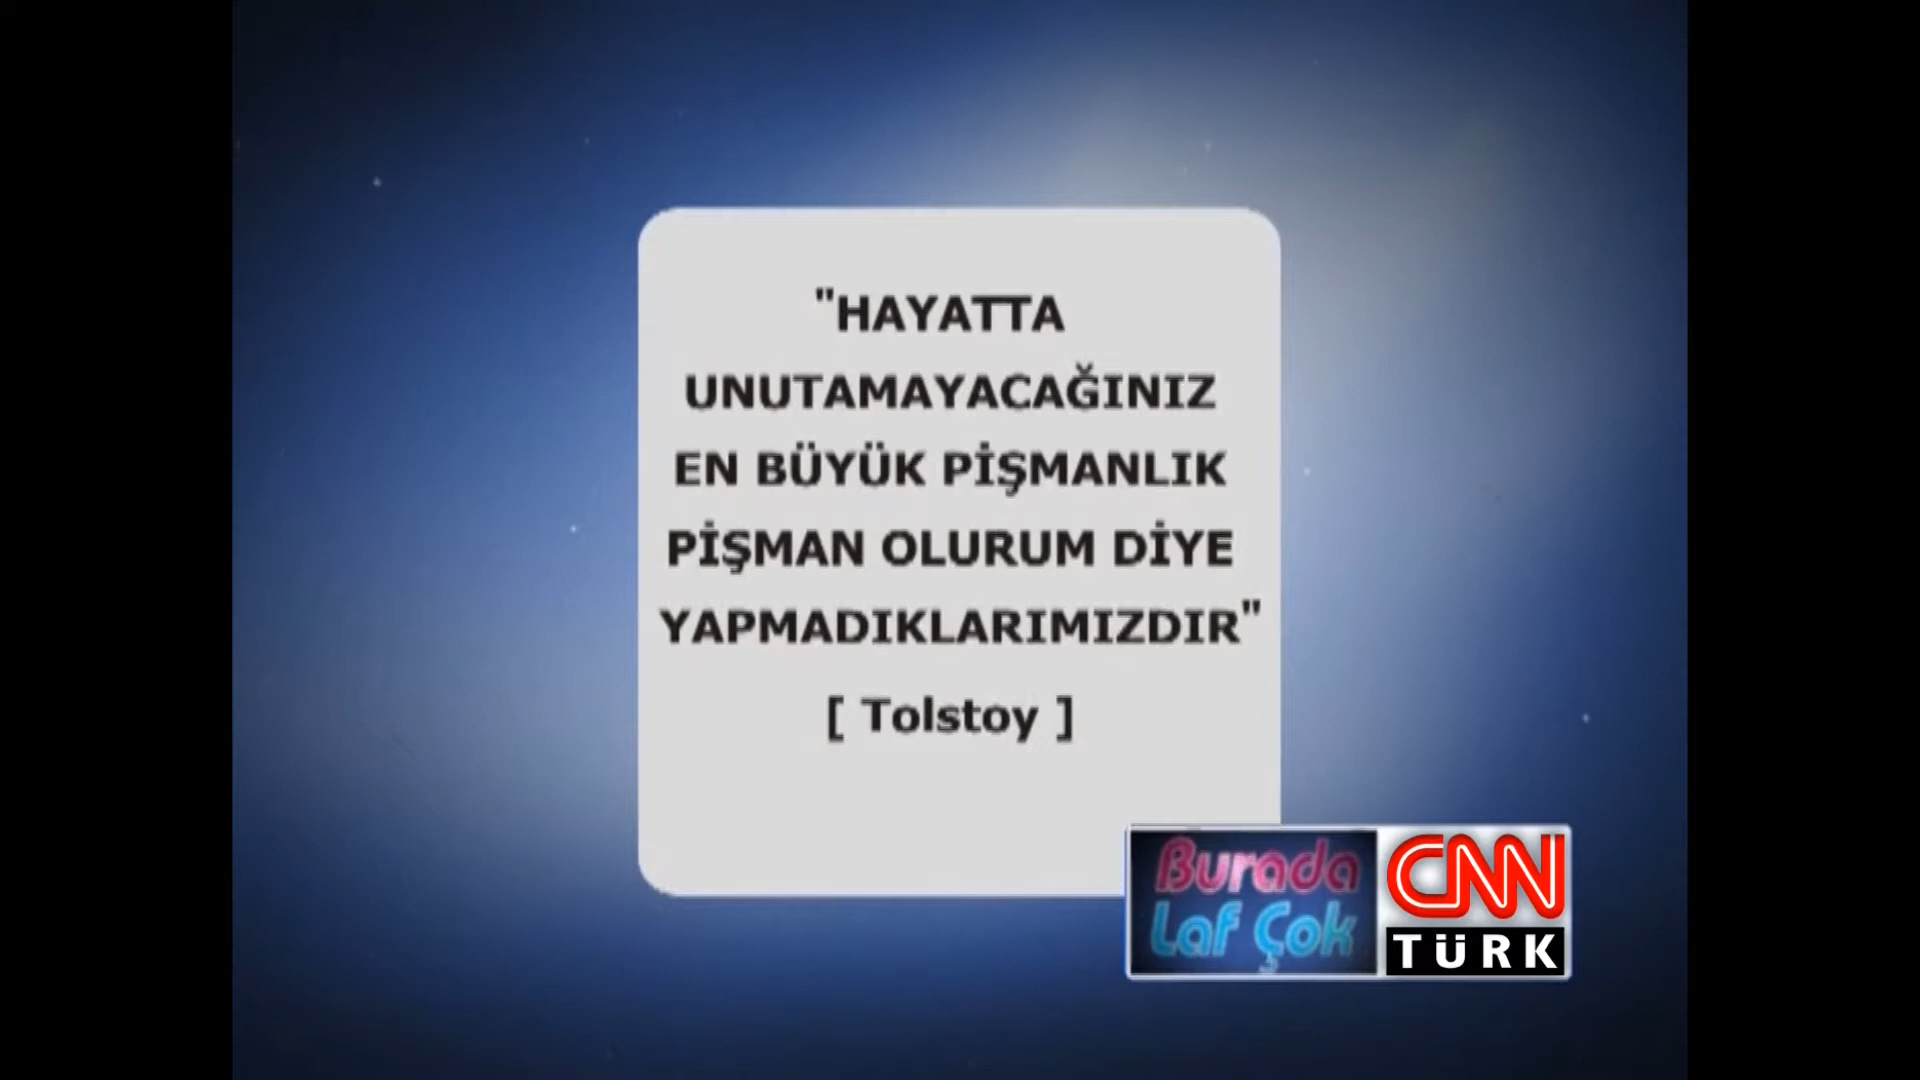 "HAYATTA
UNUTAMAYACAĞINIZ
EN BÜYÜK PİŞMANLIK
PİŞMAN OLURUM DİYE
YAPMADIKLARIMIZDIR"
[ Tolstoy ]
Burada
Laf Çok
CNN
TÜRK